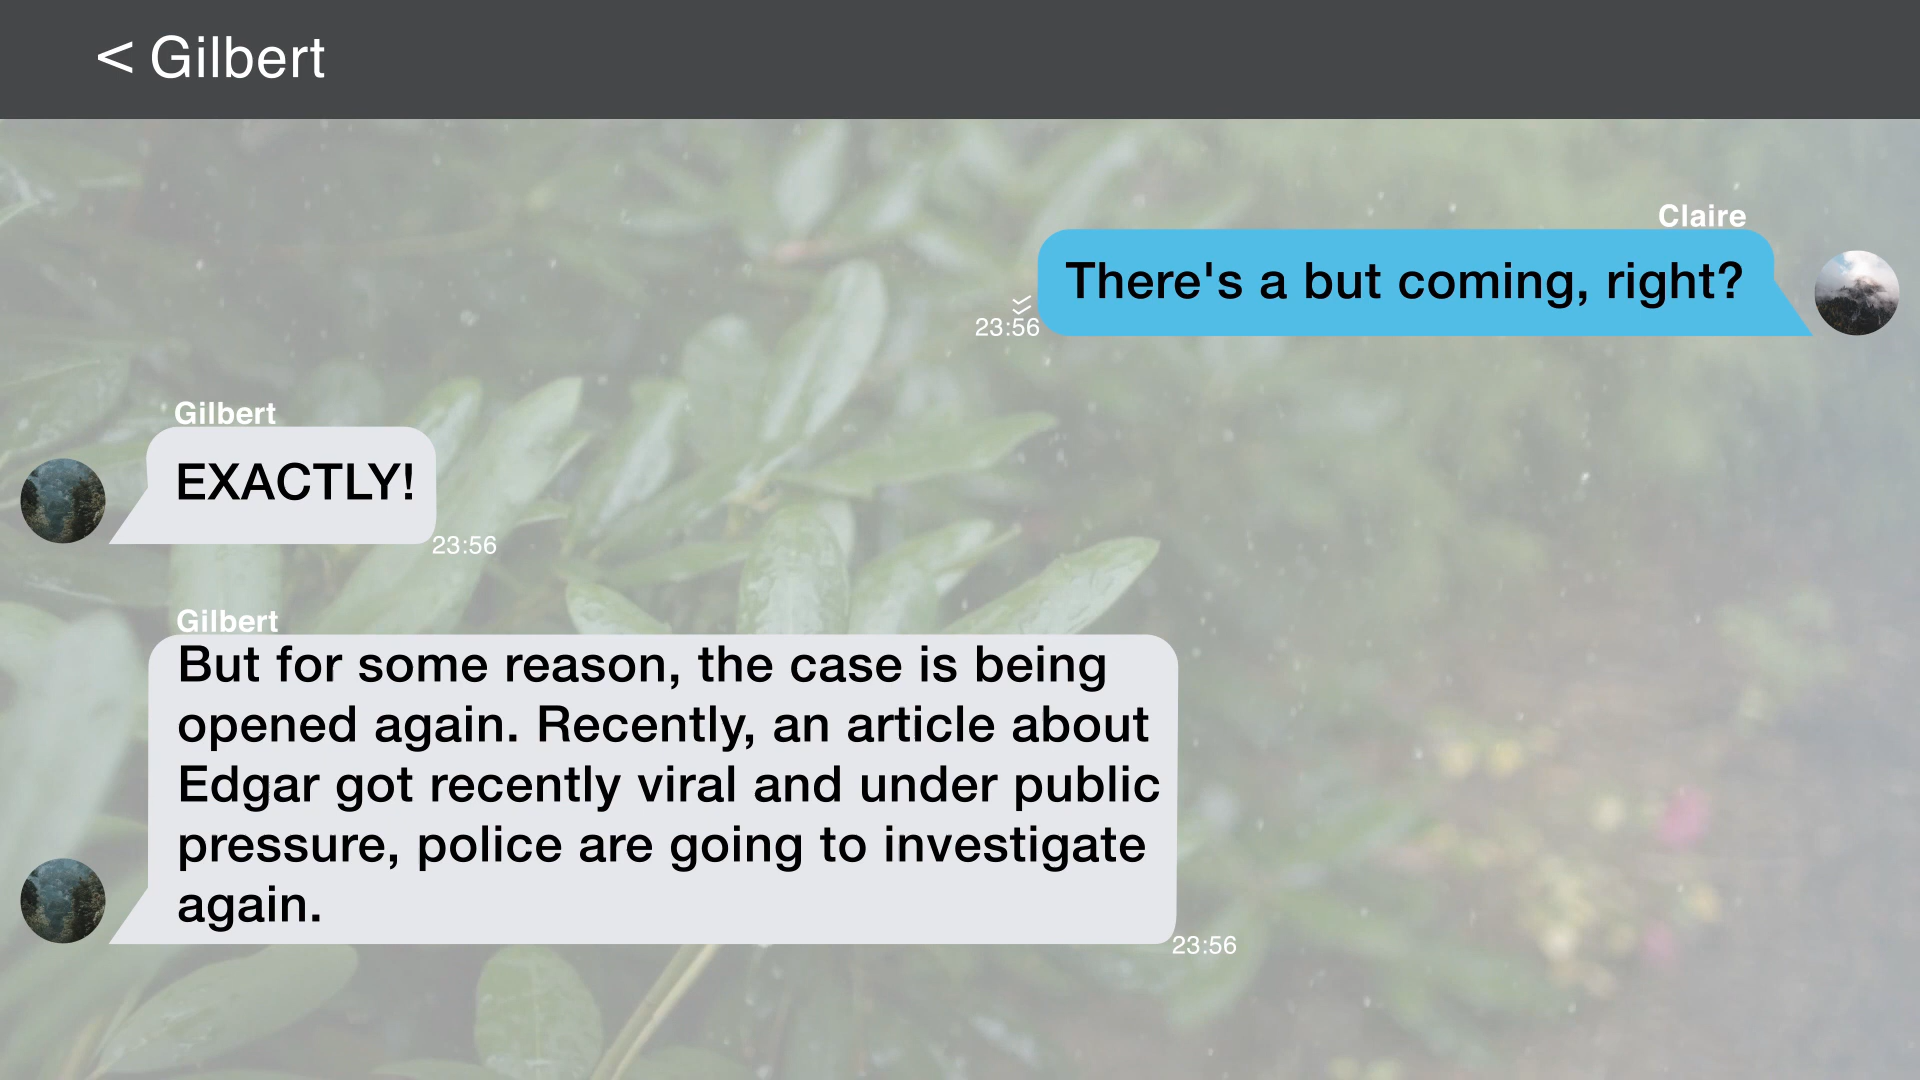 < Gilbert
Claire
There's a but coming, right?
23:56
Gilbert
EXACTLY!
23:56
Gilbert
But for some reason, the case is being
opened again. Recently, an article about
Edgar got recently viral and under public
pressure, police are going to investigate
again.
23:56